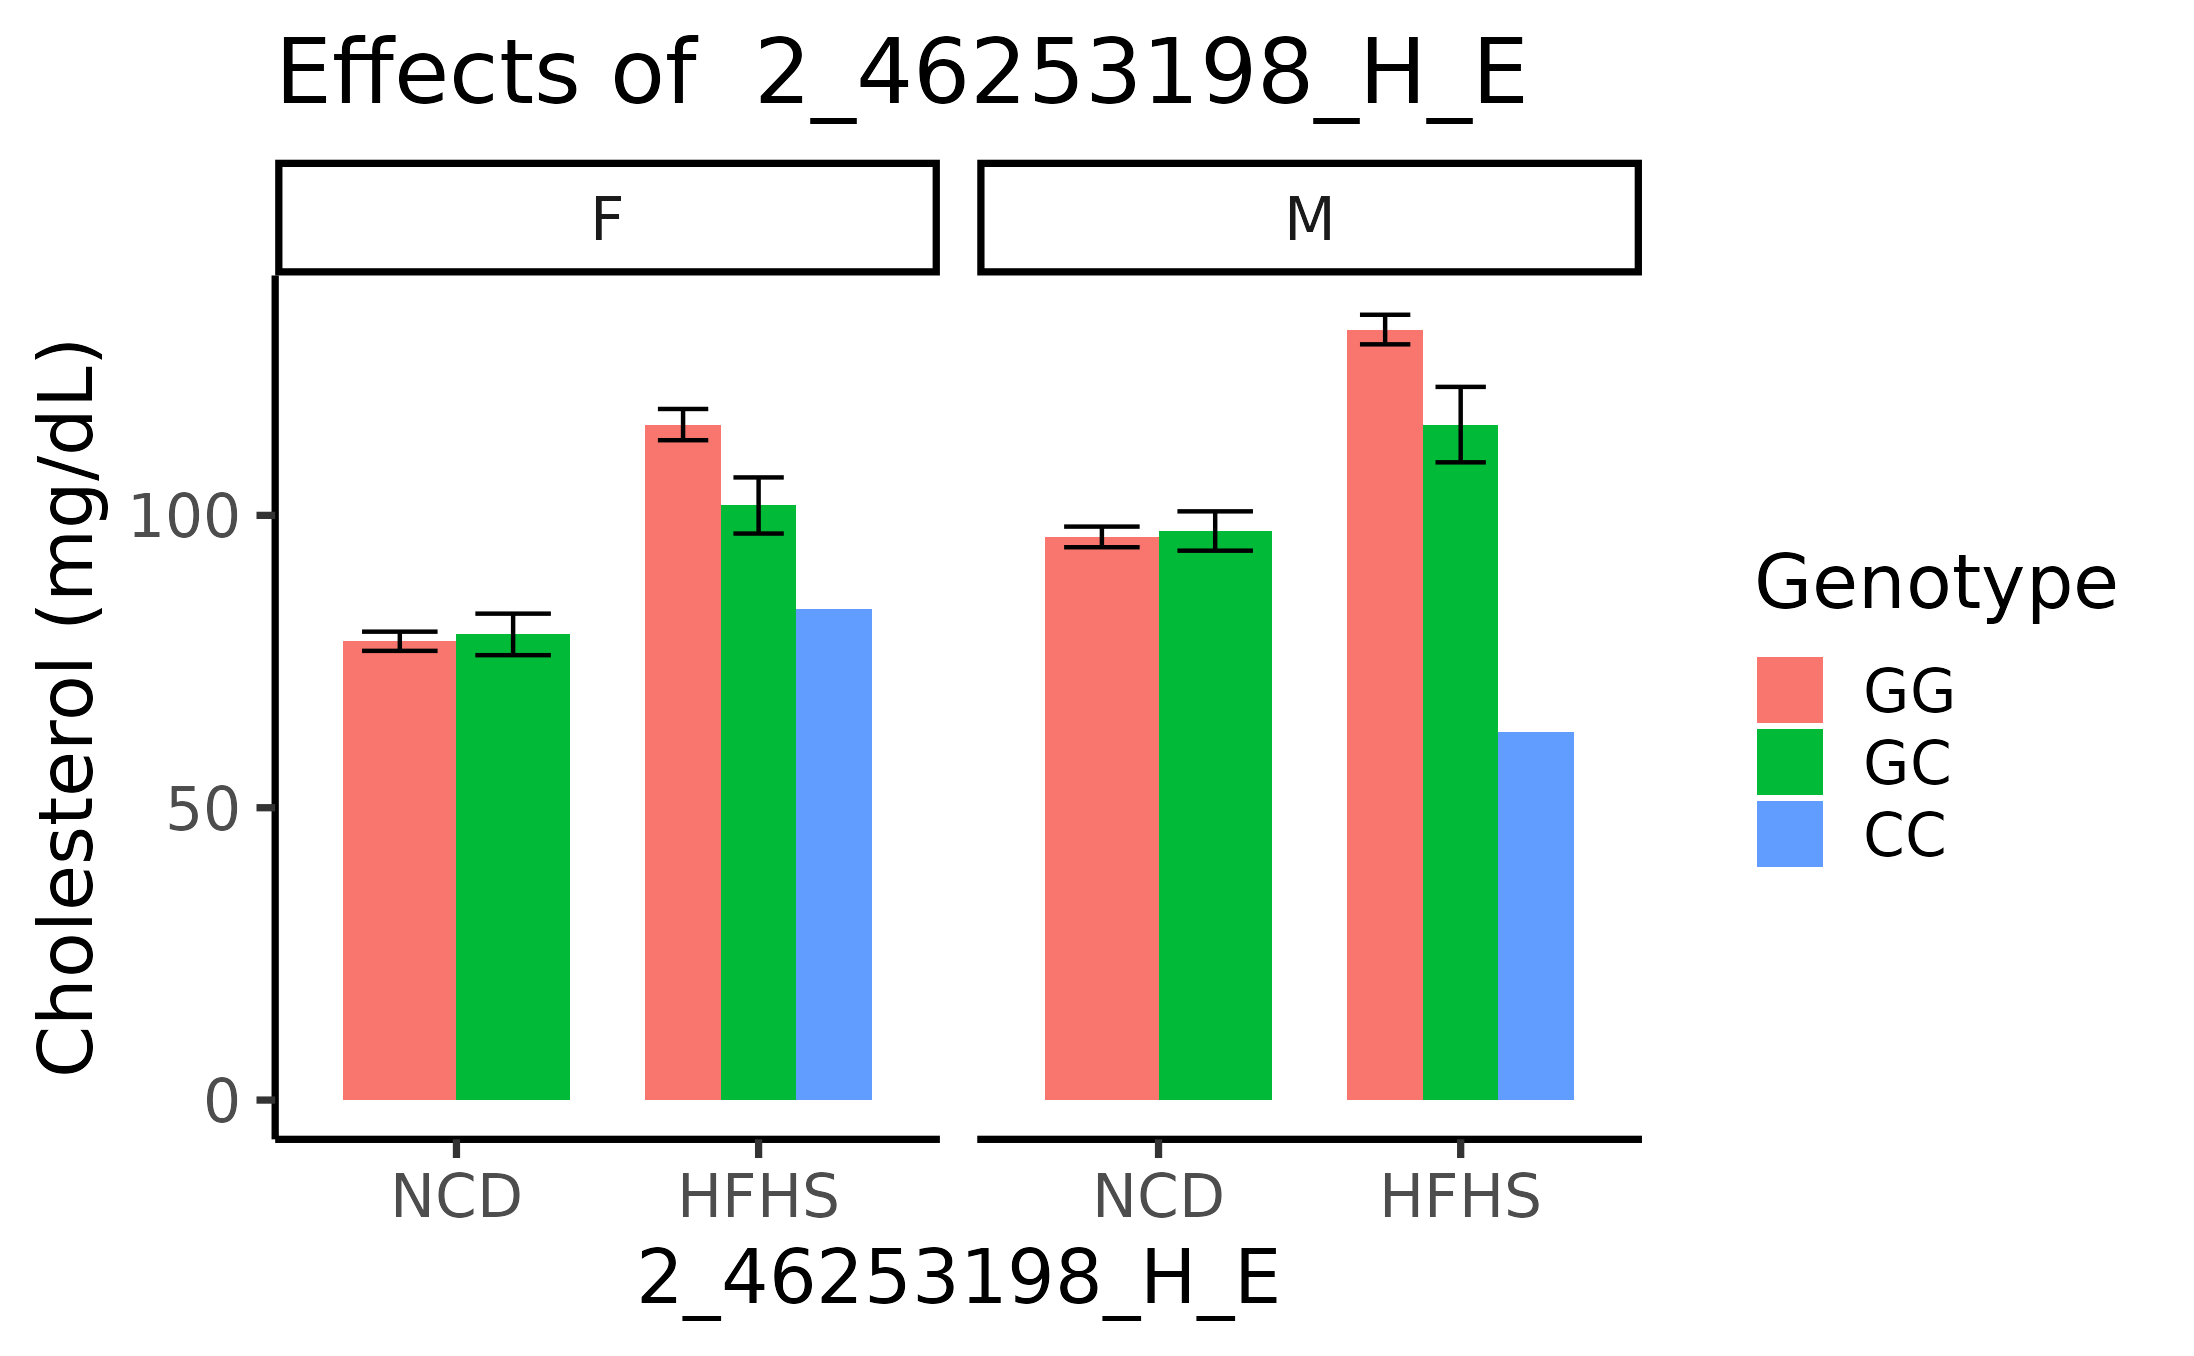 Effects of  2_46253198_H_E
F
M
Cholesterol (mg/dL)
100
50
0
NCD
HFHS
NCD
HFHS
2_46253198_H_E
Genotype
GG
GC
CC